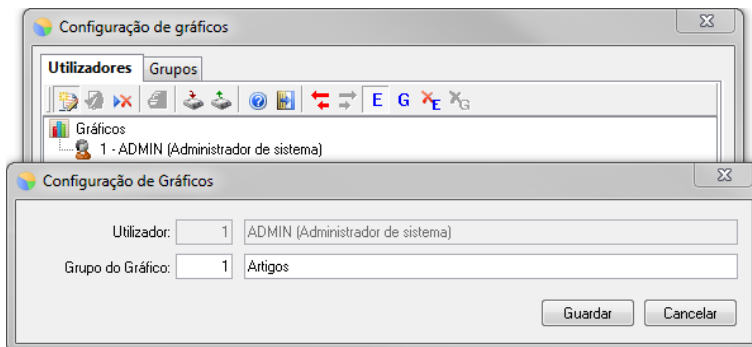 Configuração de gráficos
Utilizadores Grupos
E G E G
Gráficos
1 - ADMIN (Administrador de sistema)
Configuração de Gráficos
Utilizador: 1 ADMIN (Administrador de sistema)
Grupo do Gráfico: 1 Artigos
Guardar Cancelar